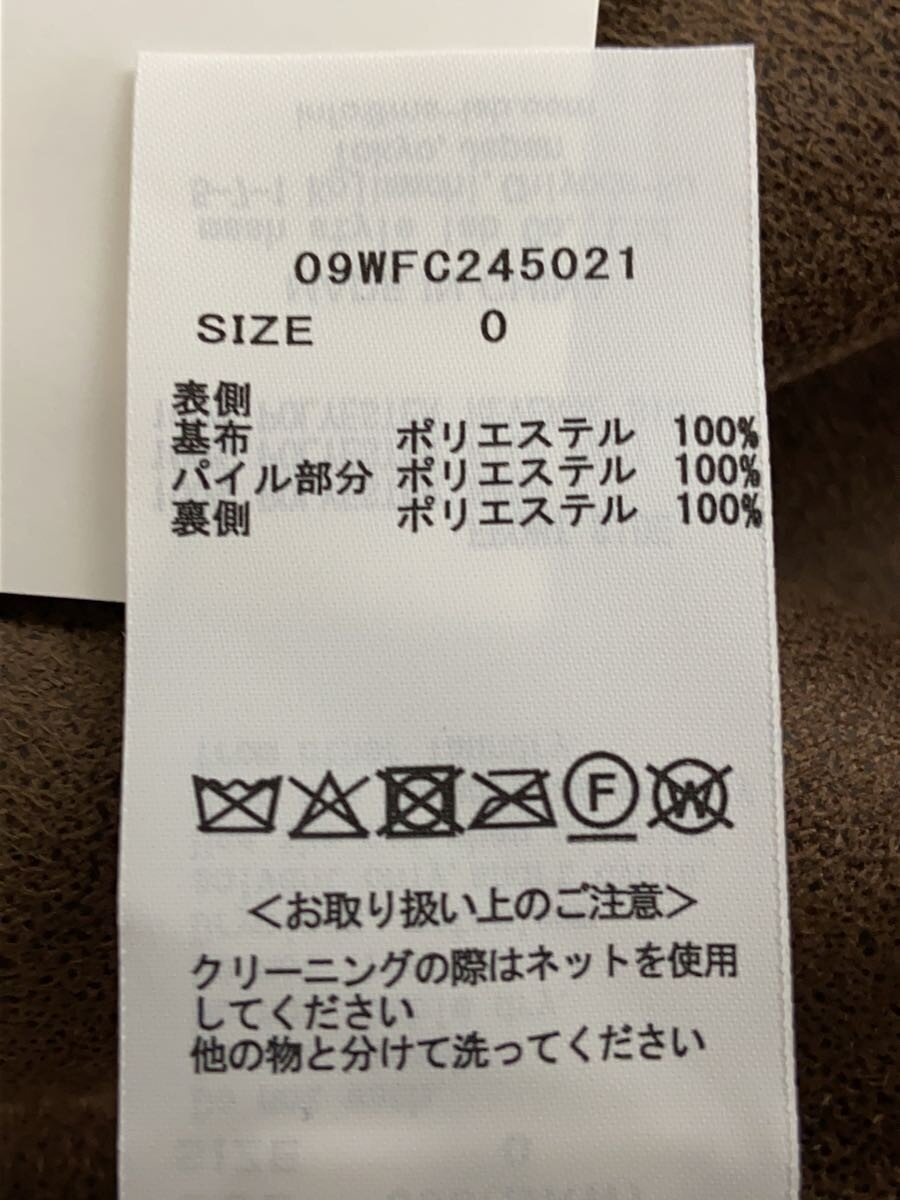 09WFC245021
SIZE 0
表側
基布 ポリエステル 100%
パイル部分 ポリエステル 100%
裏側 ポリエステル 100%
F W
<お取り扱い上のご注意>
クリーニングの際はネットを使用
してください
他の物と分けて洗ってください